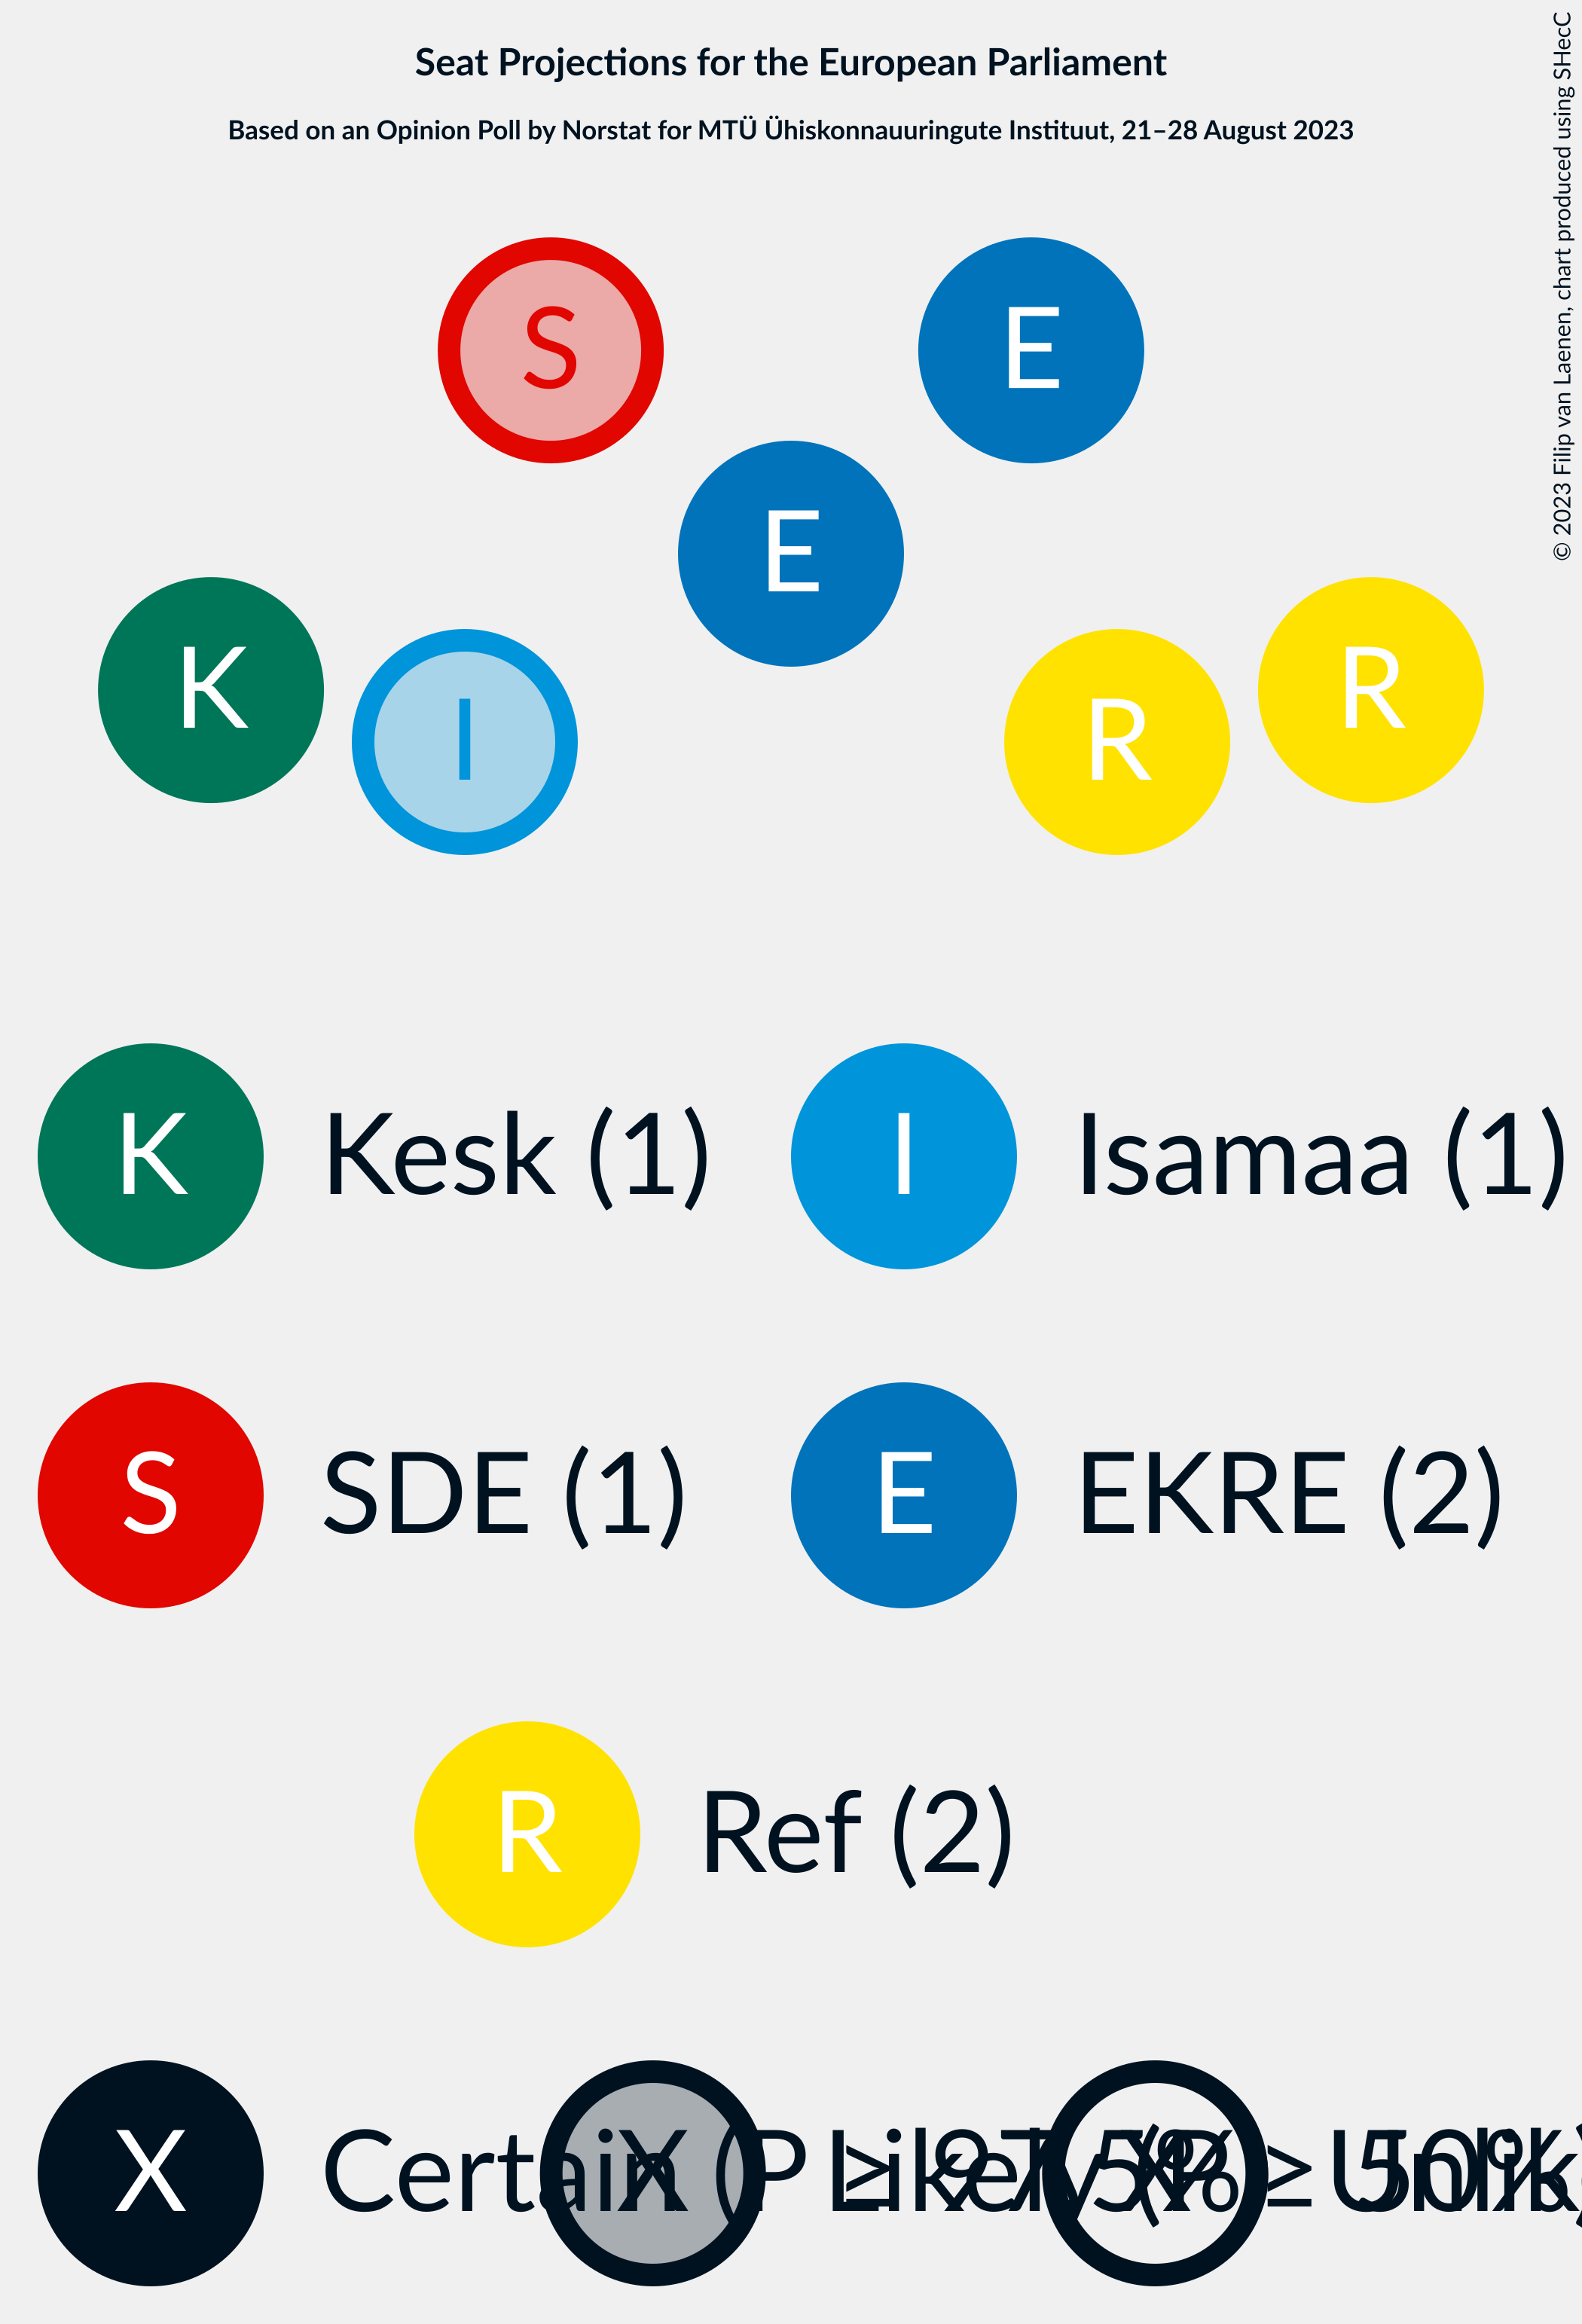 Seat Projections for the European Parliament
Based on an Opinion Poll by Norstat for MTÜ Ühiskonnauuringute Instituut, 21–28 August 2023
© 2023 Filip van Laenen, chart produced using SHecC
S
E
E
K
I
R
R
K Kesk (1)
I Isamaa (1)
S SDE (1)
E EKRE (2)
R Ref (2)
X Certain (P ≥
X Likely
X